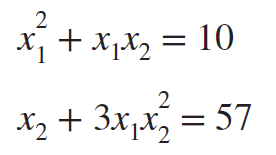 x₁² + x₁x₂ = 10
x₂ + 3x₁x₂² = 57